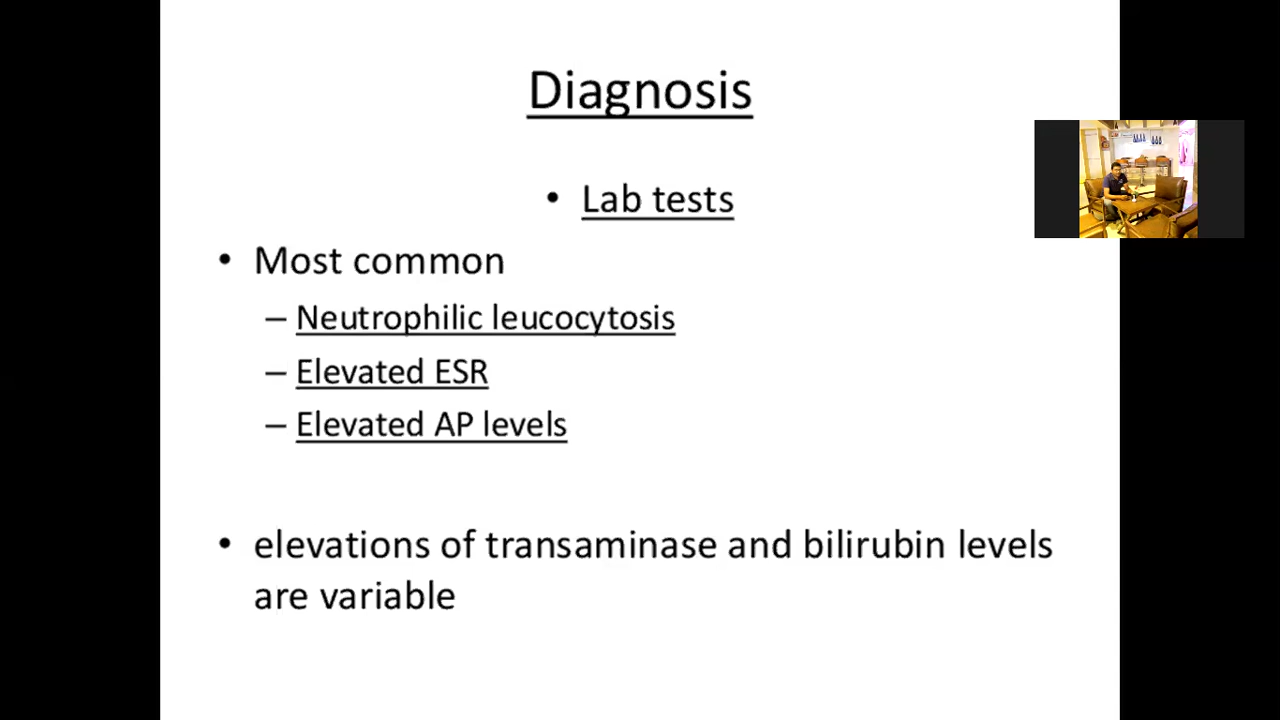 Diagnosis
• Lab tests
• Most common
– Neutrophilic leucocytosis
– Elevated ESR
– Elevated AP levels
• elevations of transaminase and bilirubin levels
are variable